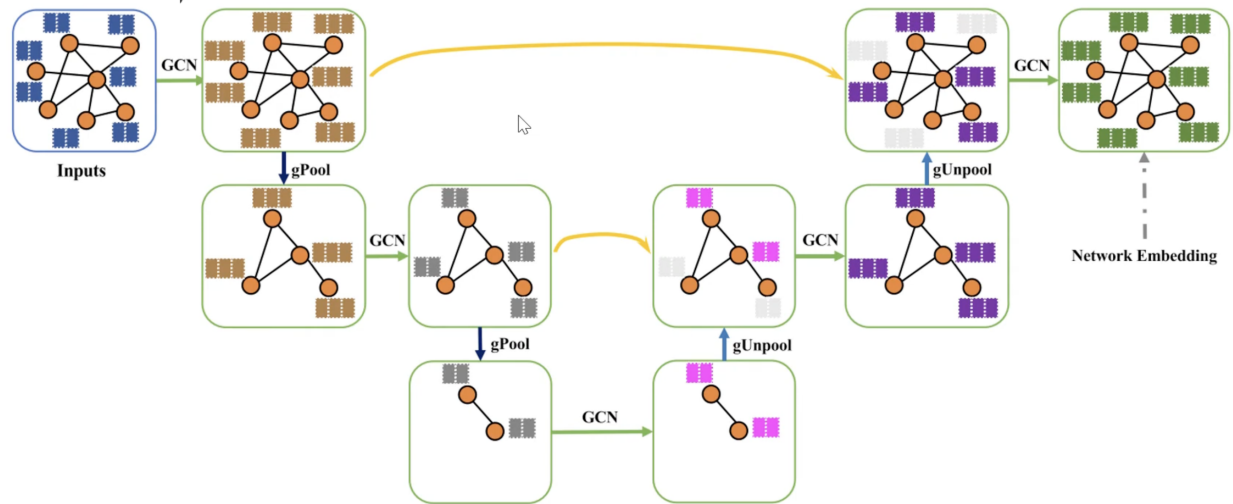 GCN
GCN
Inputs
gPool
gUnpool
GCN
GCN
Network Embedding
gPool
gUnpool
GCN